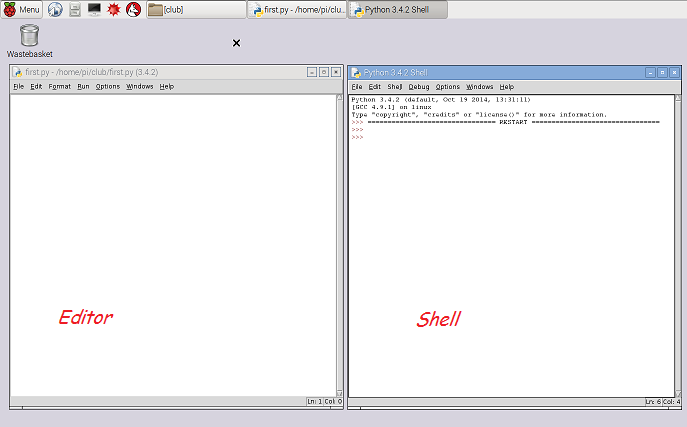 Menu [club] first.py - /home/pi/clu... Python 3.4.2 Shell
Wastebasket
first.py - /home/pi/club/first.py (3.4.2)
File Edit Format Run Options Windows Help
Editor
Ln: 1 Col: 0
Python 3.4.2 Shell
File Edit Shell Debug Options Windows Help
Python 3.4.2 (default, Oct 19 2014, 13:31:11)
[GCC 4.9.1] on linux
Type "copyright", "credits" or "license()" for more information.
>>> ================================ RESTART ================================
>>>
>>>
Shell
Ln: 6 Col: 4